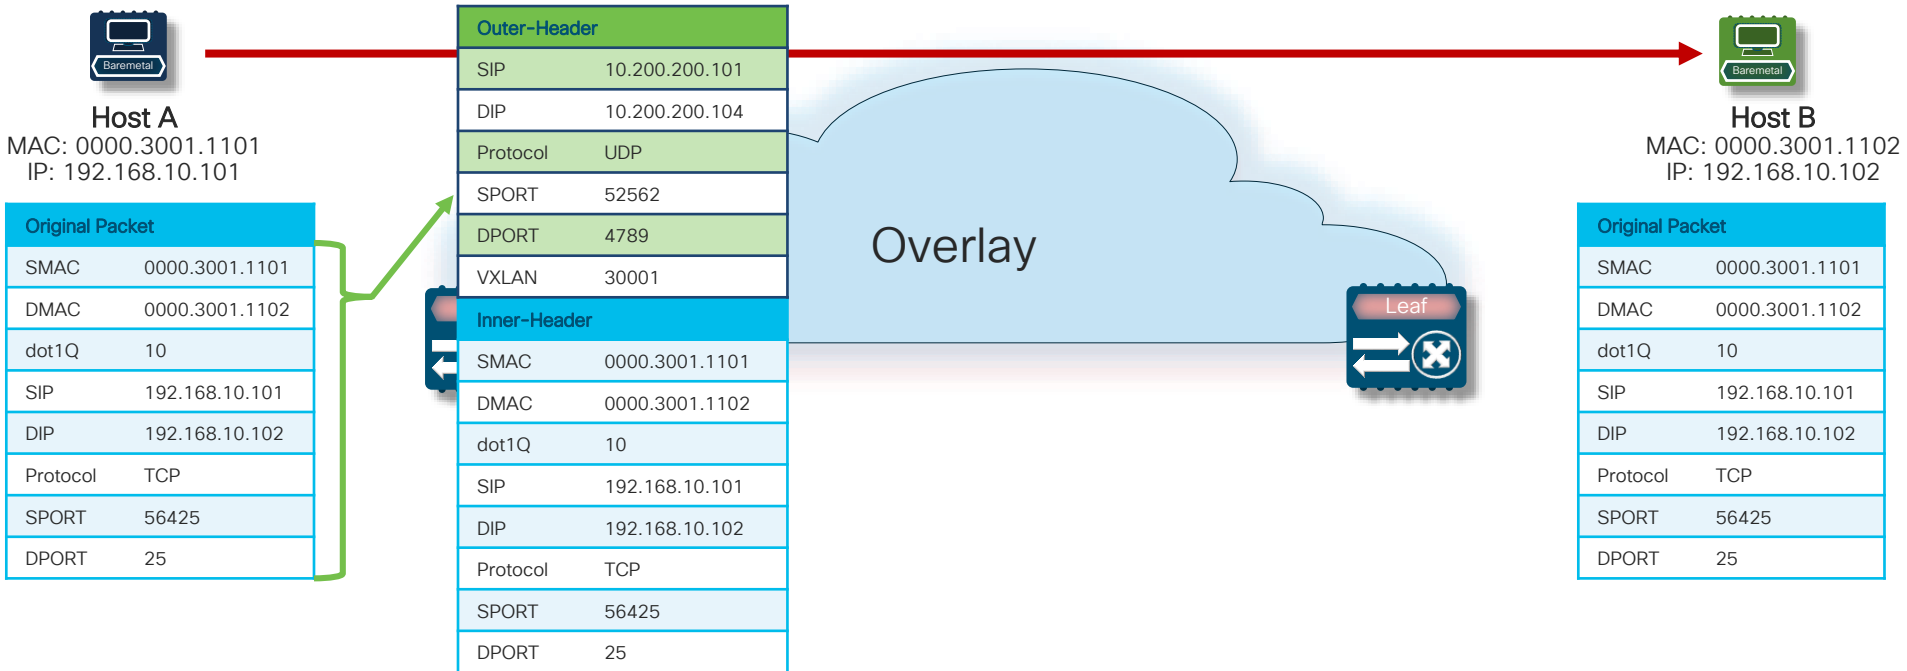 Baremetal
Host A
MAC: 0000.3001.1101
IP: 192.168.10.101
Original Packet
SMAC 0000.3001.1101
DMAC 0000.3001.1102
dot1Q 10
SIP 192.168.10.101
DIP 192.168.10.102
Protocol TCP
SPORT 56425
DPORT 25
Outer-Header
SIP 10.200.200.101
DIP 10.200.200.104
Protocol UDP
SPORT 52562
DPORT 4789
VXLAN 30001
Inner-Header
SMAC 0000.3001.1101
DMAC 0000.3001.1102
dot1Q 10
SIP 192.168.10.101
DIP 192.168.10.102
Protocol TCP
SPORT 56425
DPORT 25
Overlay
Leaf
Baremetal
Host B
MAC: 0000.3001.1102
IP: 192.168.10.102
Original Packet
SMAC 0000.3001.1101
DMAC 0000.3001.1102
dot1Q 10
SIP 192.168.10.101
DIP 192.168.10.102
Protocol TCP
SPORT 56425
DPORT 25